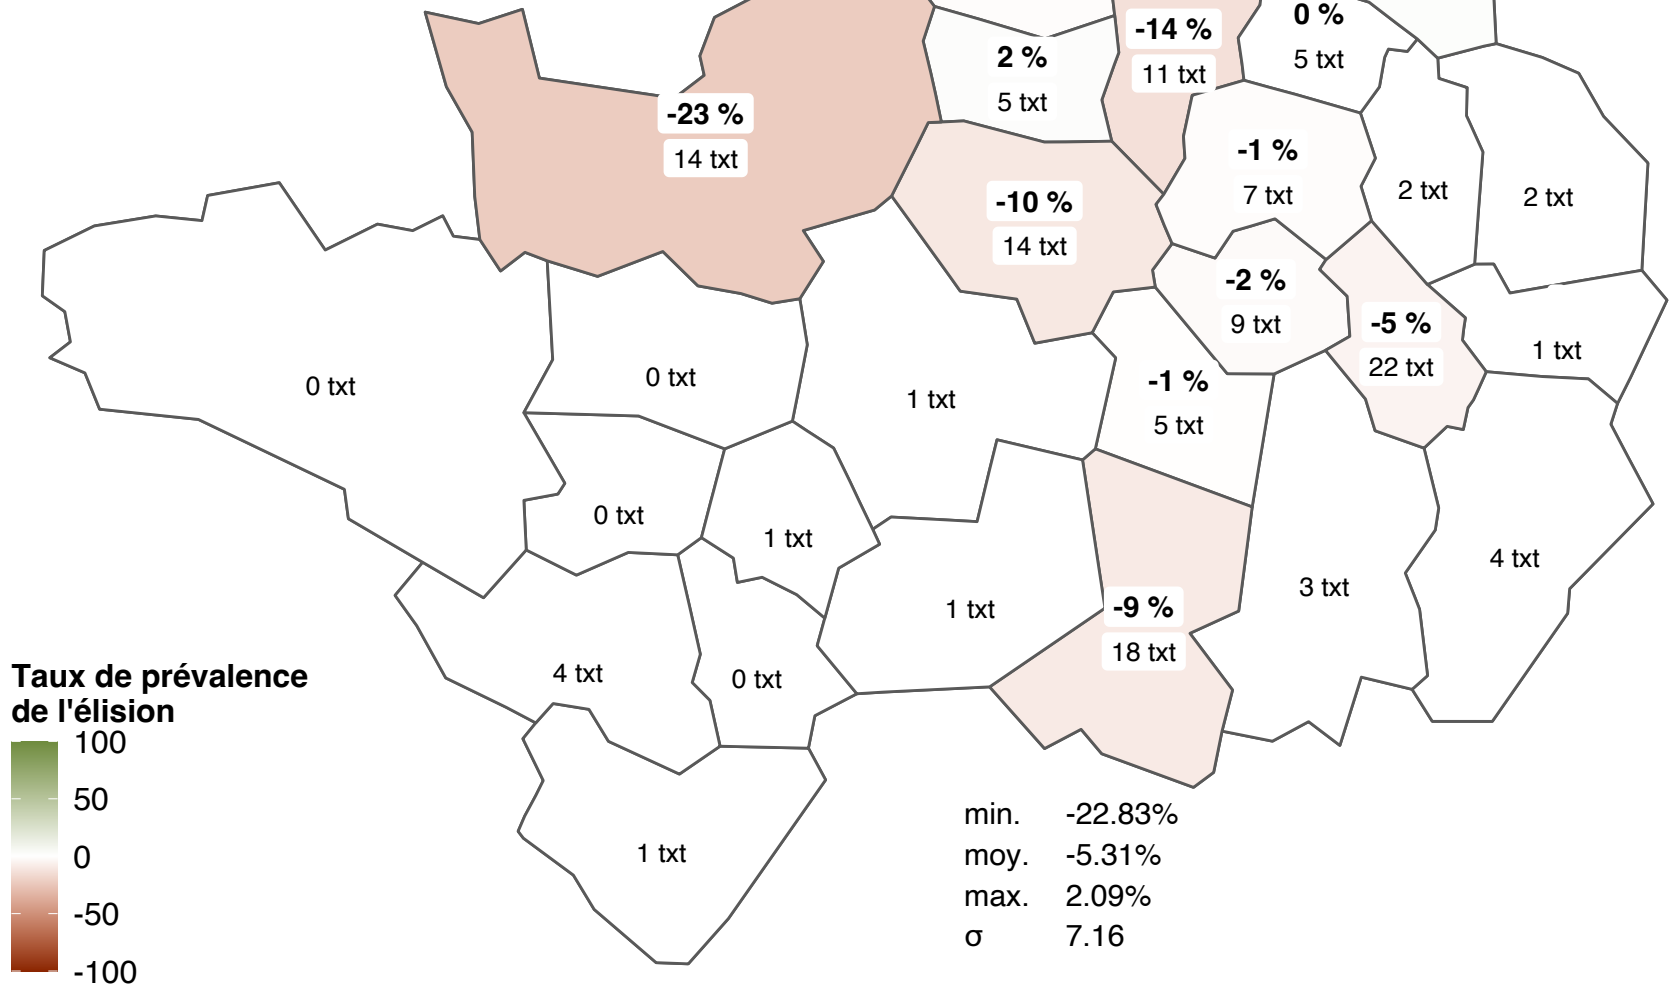 0 %
5 txt
-14 %
11 txt
2 %
5 txt
-23 %
14 txt
-1 %
7 txt
2 txt
2 txt
-10 %
14 txt
-2 %
9 txt
-5 %
22 txt
1 txt
0 txt
0 txt
1 txt
-1 %
5 txt
0 txt
1 txt
1 txt
-9 %
18 txt
3 txt
4 txt
4 txt
0 txt
1 txt
Taux de prévalence
de l'élision
100
50
0
-50
-100
min. -22.83%
moy. -5.31%
max. 2.09%
σ 7.16